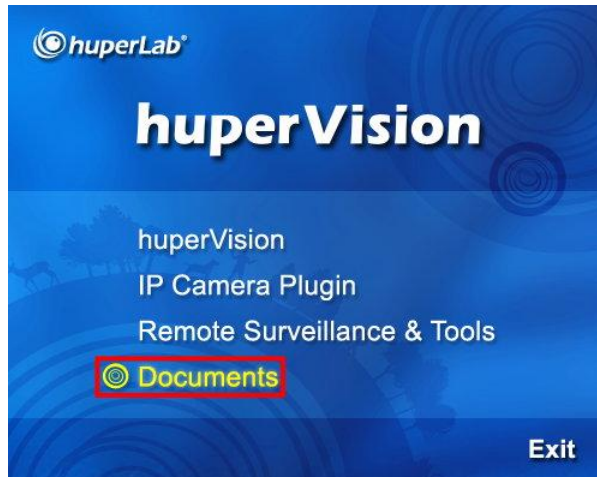 huperLab®
huperVision
huperVision
IP Camera Plugin
Remote Surveillance & Tools
Documents
Exit